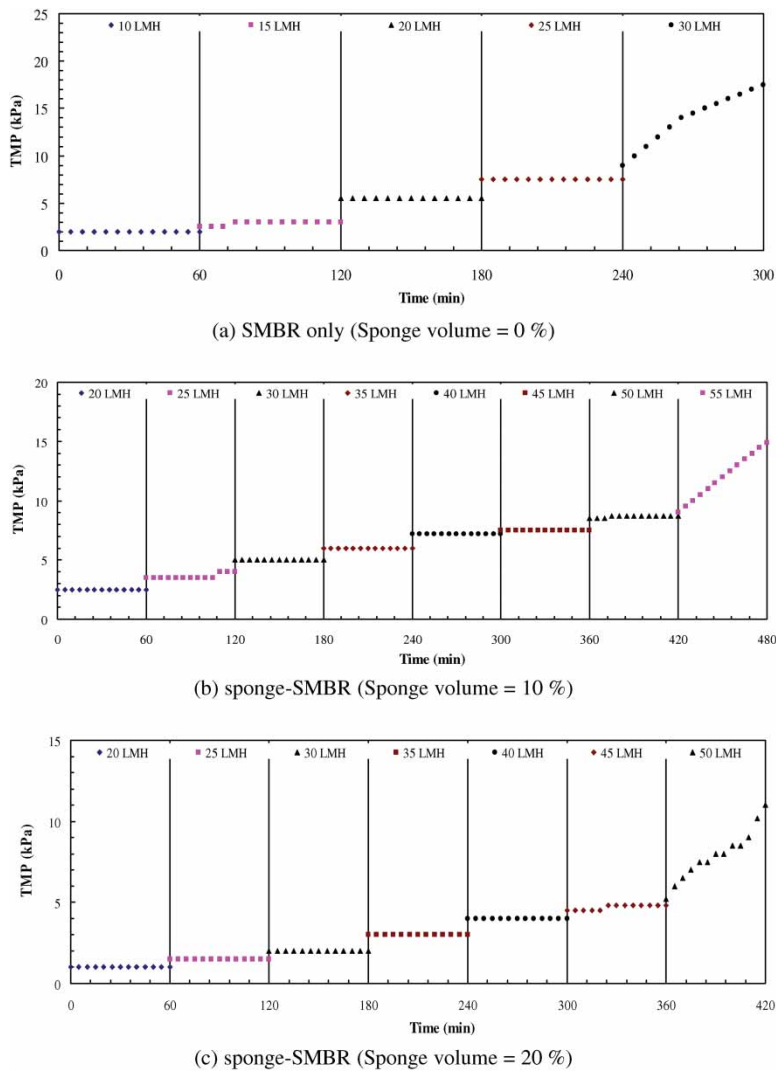 25
10 LMH 15 LMH 20 LMH 25 LMH 30 LMH
20
15
TMP (kPa)
10
5
0
0 60 120 180 240 300
Time (min)
(a) SMBR only (Sponge volume = 0 %)
20
20 LMH 25 LMH 30 LMH 35 LMH 40 LMH 45 LMH 50 LMH 55 LMH
15
TMP (kPa)
10
5
0
0 60 120 180 240 300 360 420 480
Time (min)
(b) sponge-SMBR (Sponge volume = 10 %)
15
20 LMH 25 LMH 30 LMH 35 LMH 40 LMH 45 LMH 50 LMH
10
TMP (kPa)
5
0
0 60 120 180 240 300 360 420
Time (min)
(c) sponge-SMBR (Sponge volume = 20 %)